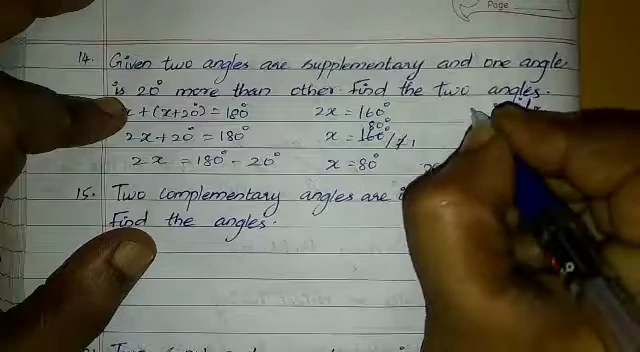 Page
14. Given two angles are supplementary and one angle
is 20° more than other. Find the two angles.
x+(x+20°) = 180° 2x = 160°
2x+20° = 180° x = 160°/2 80° 1
2x = 180° - 20° x = 80°
15. Two complementary angles are
Find the angles.